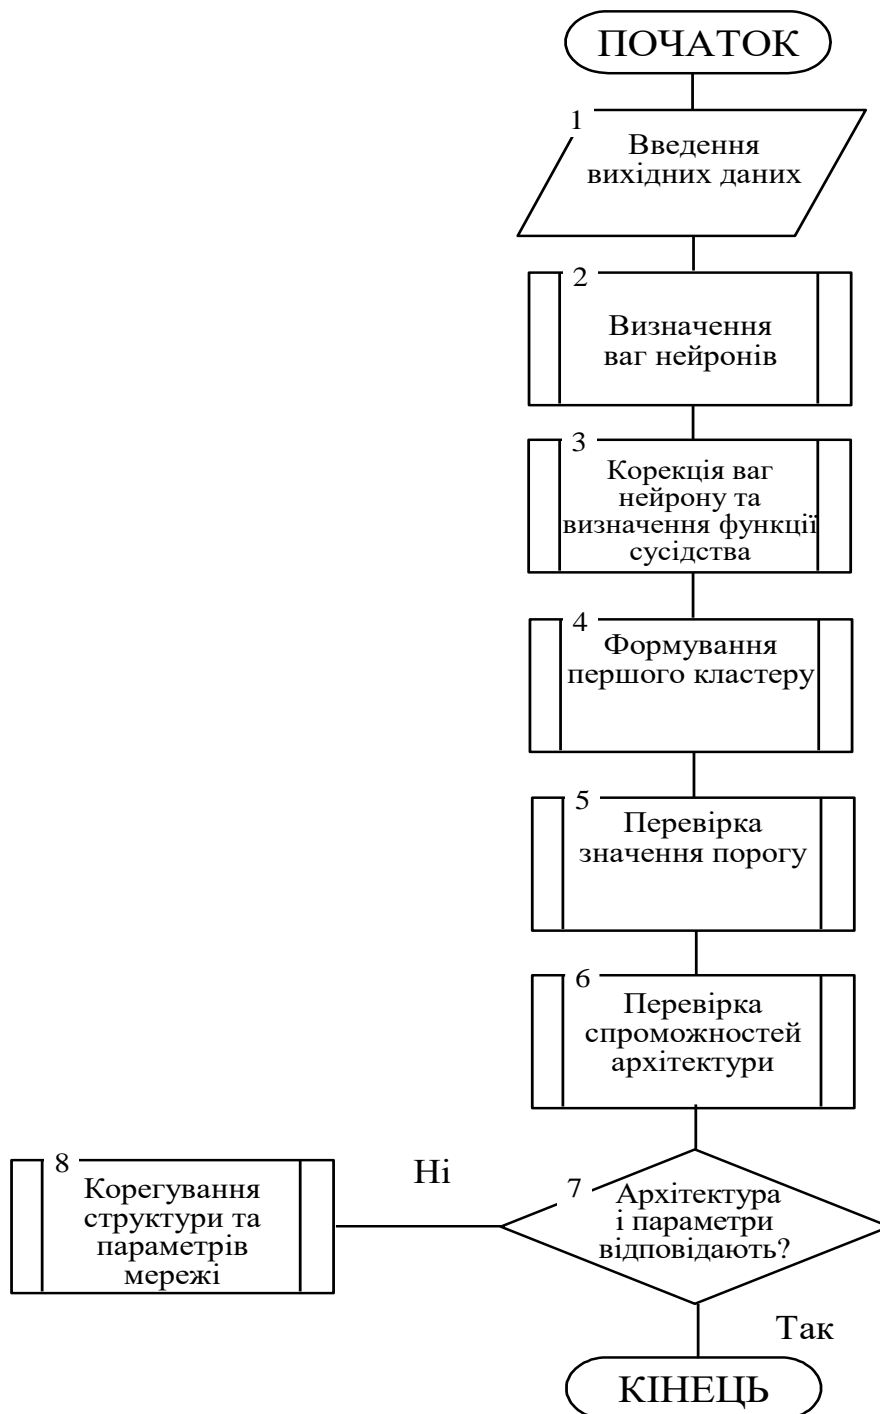 ПОЧАТОК
1
Введення
вихідних даних
2
Визначення
ваг нейронів
3
Корекція ваг
нейрону та
визначення функції
сусідства
4
Формування
першого кластеру
5
Перевірка
значення порогу
6
Перевірка
спроможностей
архітектури
7
Архітектура
і параметри
відповідають?
Ні
8
Корегування
структури та
параметрів
мережі
Так
КІНЕЦЬ